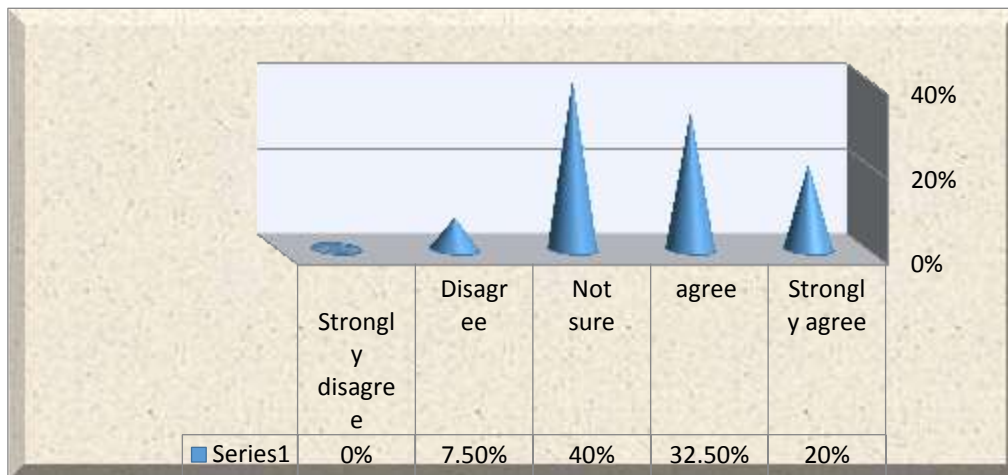 40%
20%
0%
Strongl
y
disagre
e
Disagr
ee
Not
sure
agree
Strongl
y agree
Series1 0% 7.50% 40% 32.50% 20%